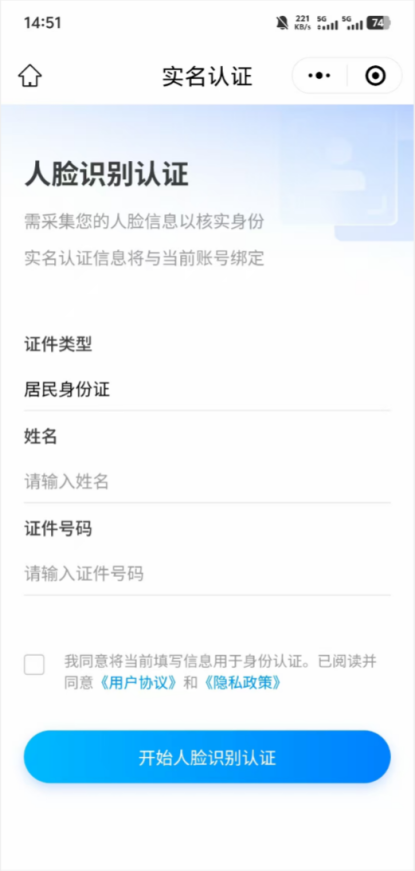 14:51
221 KB/s 5G 5G 74
实名认证
人脸识别认证
需采集您的人脸信息以核实身份
实名认证信息将与当前账号绑定
证件类型
居民身份证
姓名
请输入姓名
证件号码
请输入证件号码
我同意将当前填写信息用于身份认证。已阅读并
同意《用户协议》和《隐私政策》
开始人脸识别认证